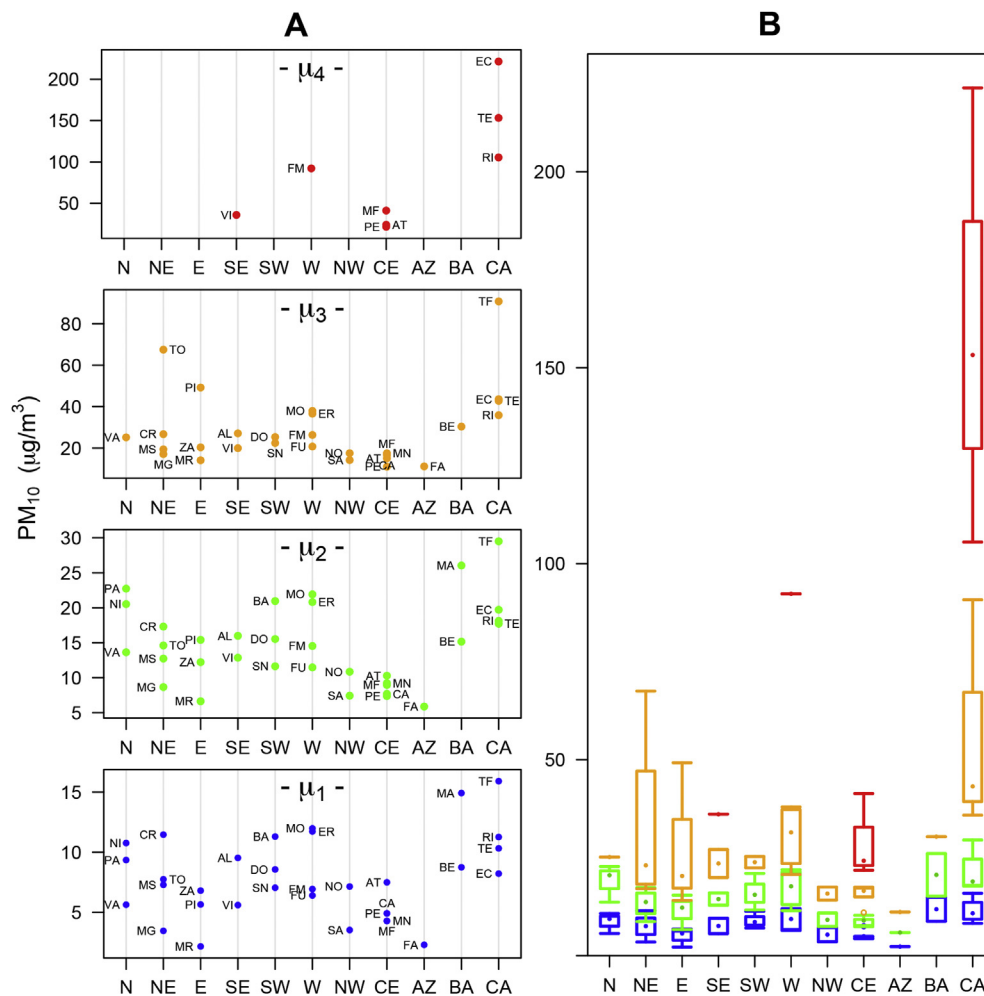 A
B
PM10 (μg/m3)
- μ4 -
200
150
100
50
EC
TE
RI
FM
VI
MF
PE AT
N NE E SE SW W NW CE AZ BA CA
- μ3 -
80
60
40
20
TF
TO
PI
EC TE
RI
MO ER
BE
VA
CR
MS
MG
ZA
MR
AL
VI
DO
SN
FM
FU
NO
SA
MF
MN
AT
CA
PE
FA
N NE E SE SW W NW CE AZ BA CA
- μ2 -
30
25
20
15
10
5
TF
MA
PA
NI
VA
CR
TO
MS
MG
PI
ZA
MR
AL
VI
BA
DO
SN
MO ER
FM
FU
NO
SA
AT
MF MN
PE CA
FA
BE
EC
RI TE
N NE E SE SW W NW CE AZ BA CA
- μ1 -
15
10
5
TF
MA
NI
PA
VA
CR
TO
MS
MG
ZA
PI
MR
AL
VI
BA
DO
SN
MO ER
FM
FU
NO
SA
AT
CA
PE MN
MF
FA
BE
RI
TE
EC
N NE E SE SW W NW CE AZ BA CA
200
150
100
50
N NE E SE SW W NW CE AZ BA CA